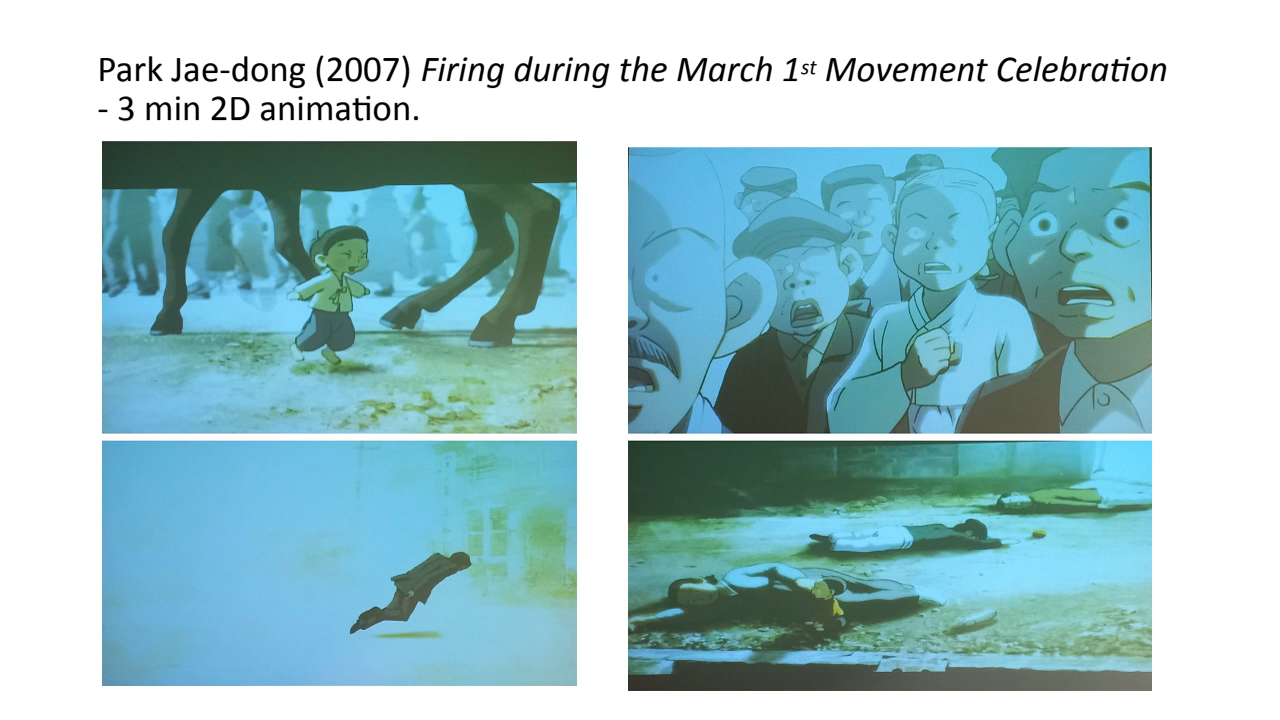 Park Jae-dong (2007) Firing during the March 1st Movement Celebration
- 3 min 2D animation.